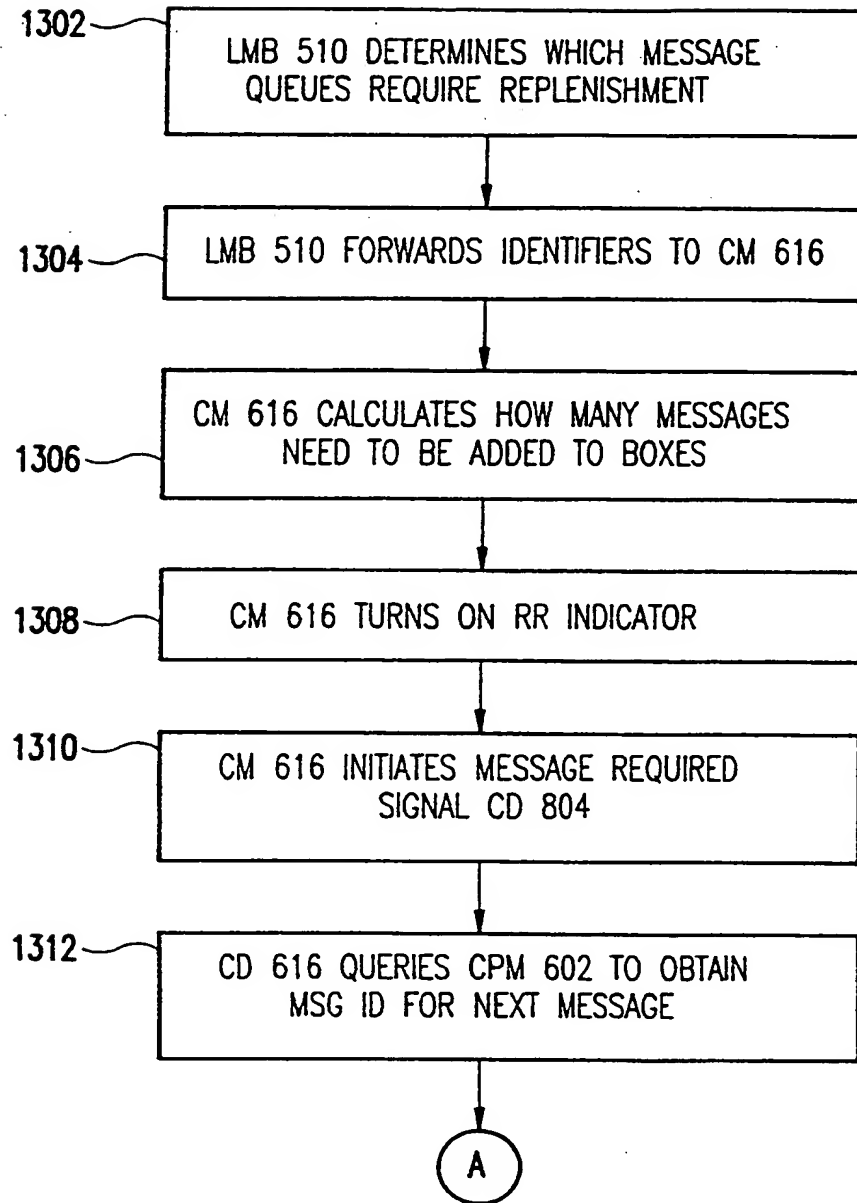 1302
LMB 510 DETERMINES WHICH MESSAGE
QUEUES REQUIRE REPLENISHMENT
1304
LMB 510 FORWARDS IDENTIFIERS TO CM 616
1306
CM 616 CALCULATES HOW MANY MESSAGES
NEED TO BE ADDED TO BOXES
1308
CM 616 TURNS ON RR INDICATOR
1310
CM 616 INITIATES MESSAGE REQUIRED
SIGNAL CD 804
1312
CD 616 QUERIES CPM 602 TO OBTAIN
MSG ID FOR NEXT MESSAGE
A